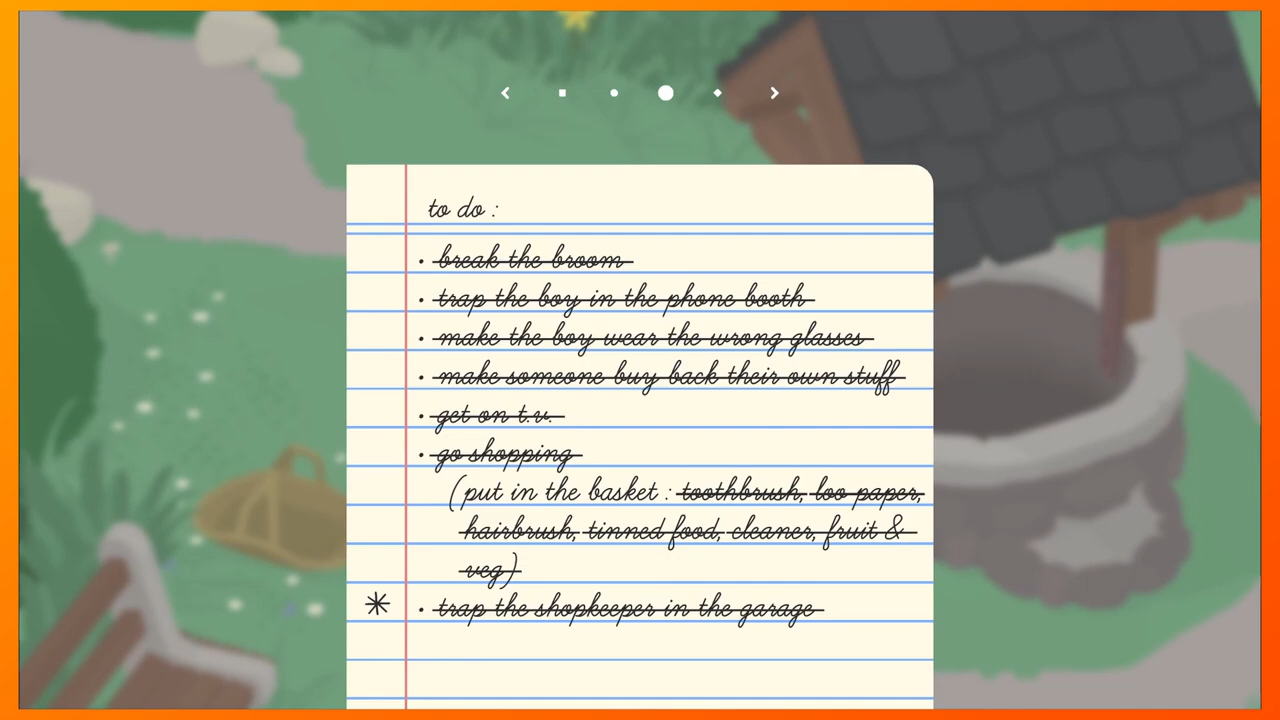 to do :
· break the broom
· trap the boy in the phone booth
· make the boy wear the wrong glasses
· make someone buy back their own stuff
· get on t.v.
· go shopping
(put in the basket : toothbrush, loo paper,
hairbrush, tinned food, cleaner, fruit &
veg)
· trap the shopkeeper in the garage